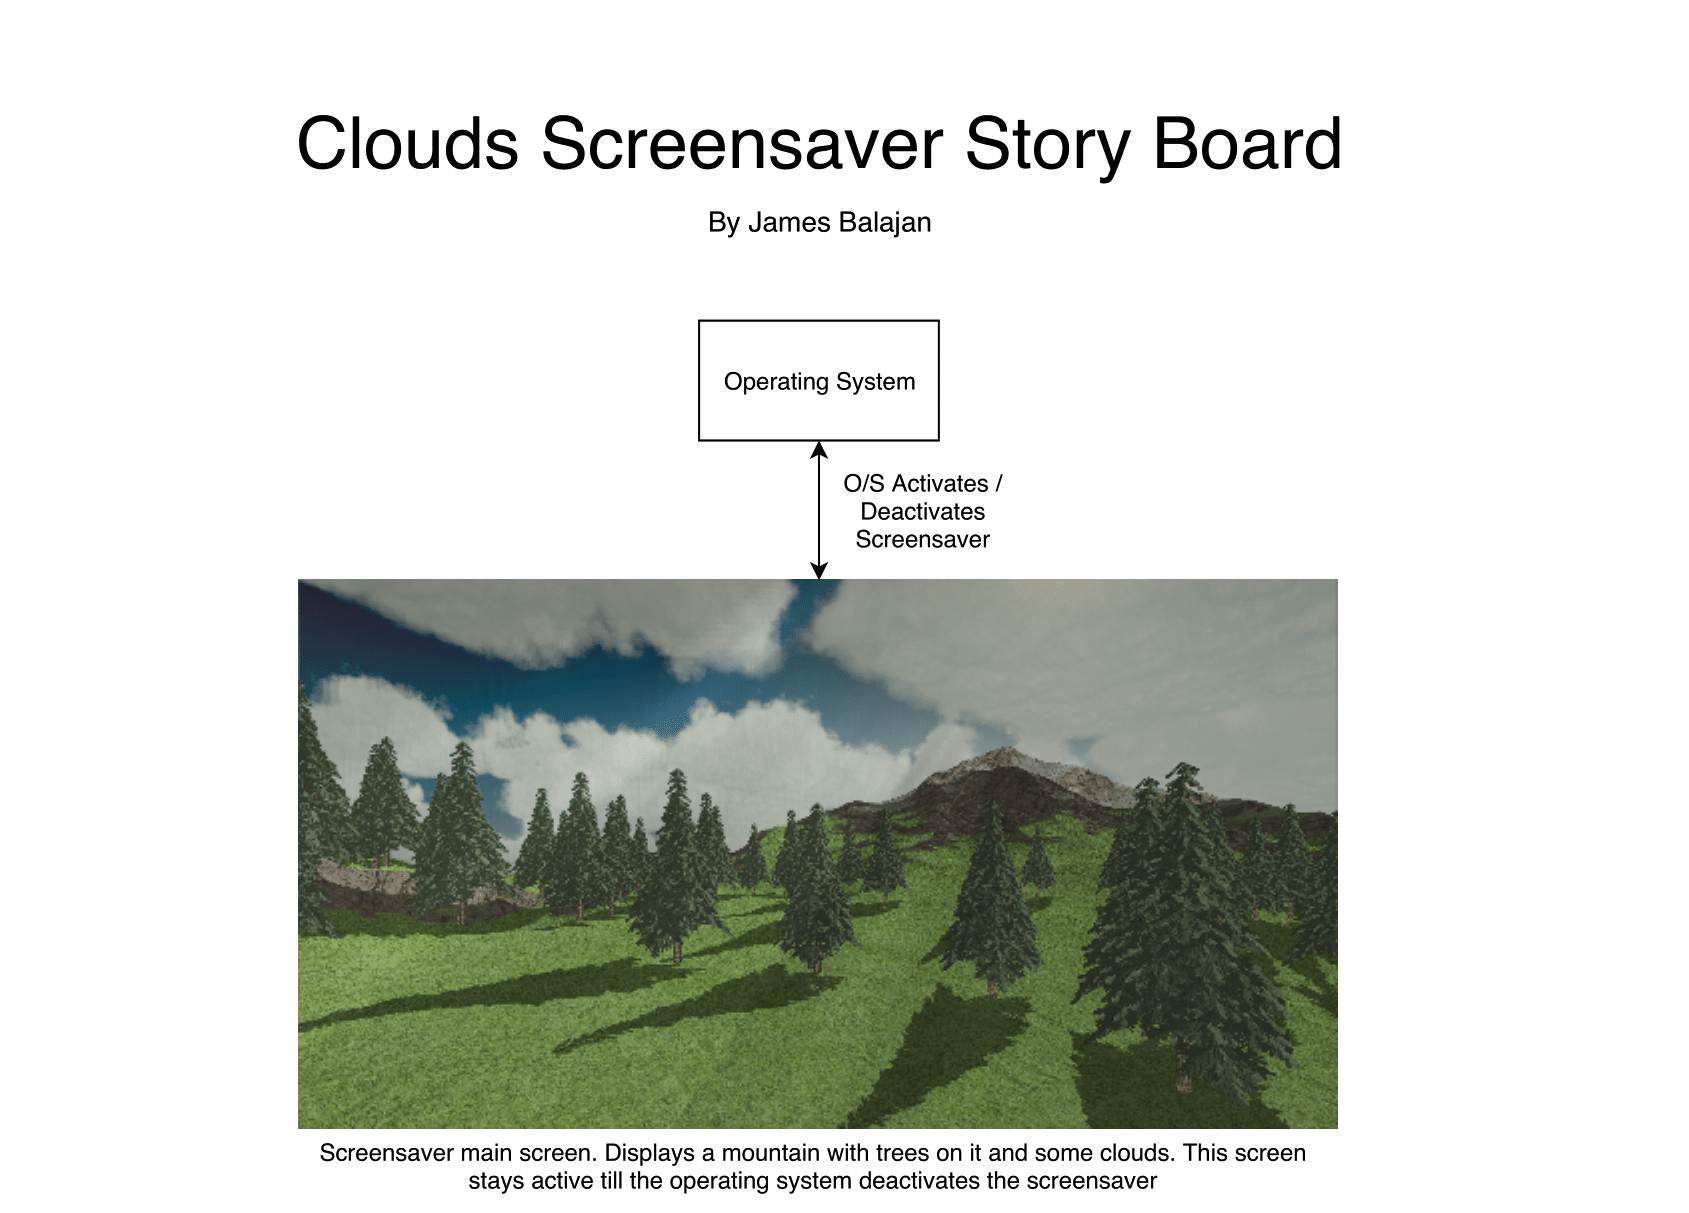 Clouds Screensaver Story Board
By James Balajan
Operating System
O/S Activates /
Deactivates
Screensaver
Screensaver main screen. Displays a mountain with trees on it and some clouds. This screen
stays active till the operating system deactivates the screensaver